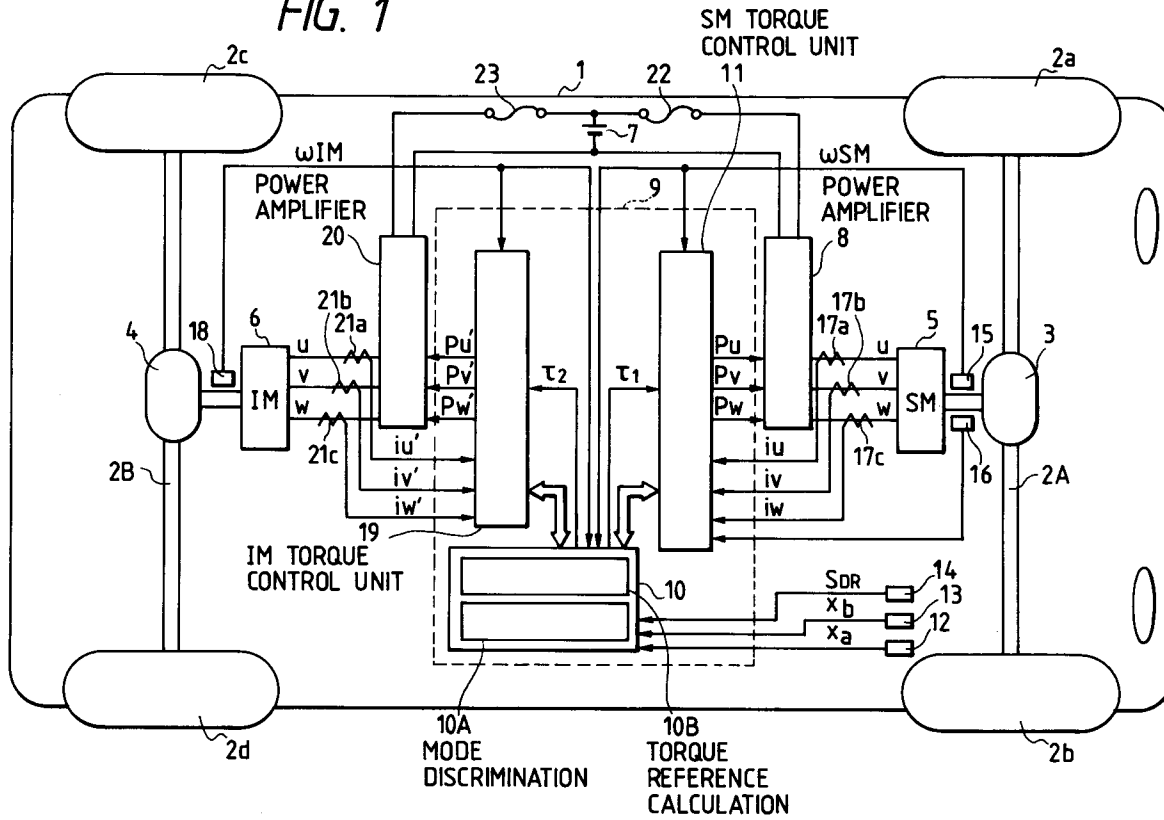 FIG. 1
SM TORQUE
CONTROL UNIT
2c
23
1
22
11
2a
7
ωIM
ωSM
POWER
AMPLIFIER
9
POWER
AMPLIFIER
20
8
21b
21a
17b
17a
4
18
6
5
15
3
u
v
w
IM
Pu'
Pv'
Pw'
τ2
τ1
Pu
Pv
Pw
u
v
w
SM
21c
17c
16
iu'
iv'
iw'
iu
iv
iw
2B
2A
19
IM TORQUE
CONTROL UNIT
10
SDR
14
xb
13
xa
12
2d
10A
MODE
DISCRIMINATION
10B
TORQUE
REFERENCE
CALCULATION
2b